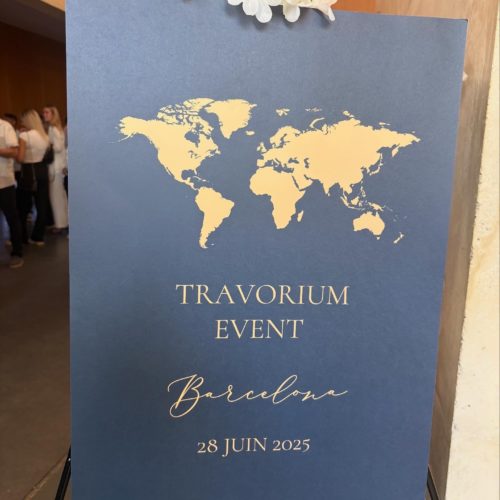 TRAVORIUM
EVENT
Barcelona
28 JUIN 2025